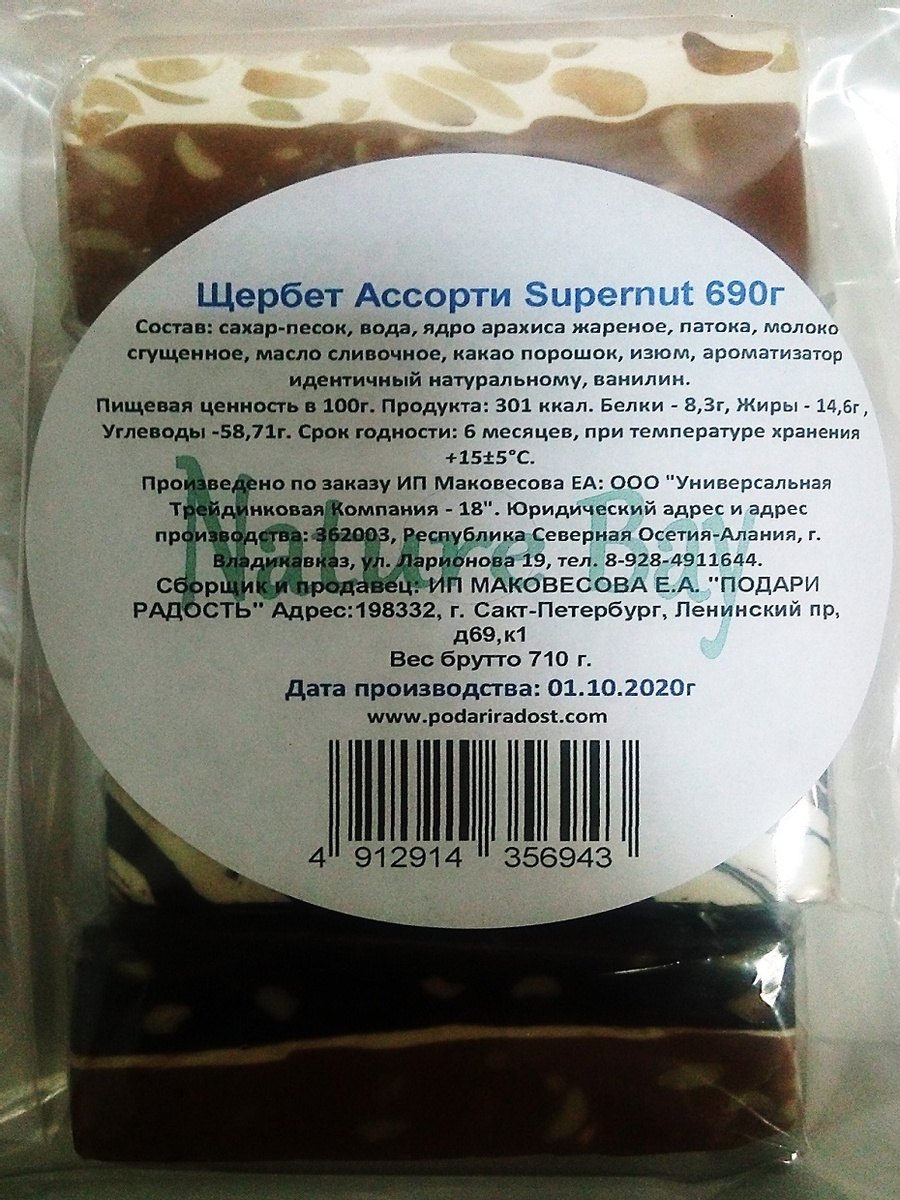 Щербет Ассорти Supernut 690г
Состав: сахар-песок, вода, ядро арахиса жареное, патока, молоко
сгущенное, масло сливочное, какао порошок, изюм, ароматизатор
идентичный натуральному, ванилин.
Пищевая ценность в 100г. Продукта: 301 ккал. Белки - 8,3г, Жиры - 14,6г ,
Углеводы -58,71г. Срок годности: 6 месяцев, при температуре хранения
+15±5°С.
Произведено по заказу ИП Маковесова ЕА: ООО "Универсальная
Трейдинковая Компания - 18". Юридический адрес и адрес
производства: 362003, Республика Северная Осетия-Алания, г.
Владикавказ, ул. Ларионова 19, тел. 8-928-4911644.
Nature Bay
Сборщик и продавец: ИП МАКОВЕСОВА Е.А. "ПОДАРИ
РАДОСТЬ" Адрес:198332, г. Сакт-Петербург, Ленинский пр,
д69,к1
Вес брутто 710 г.
Дата производства: 01.10.2020г
www.podariradost.com
4 912914 356943